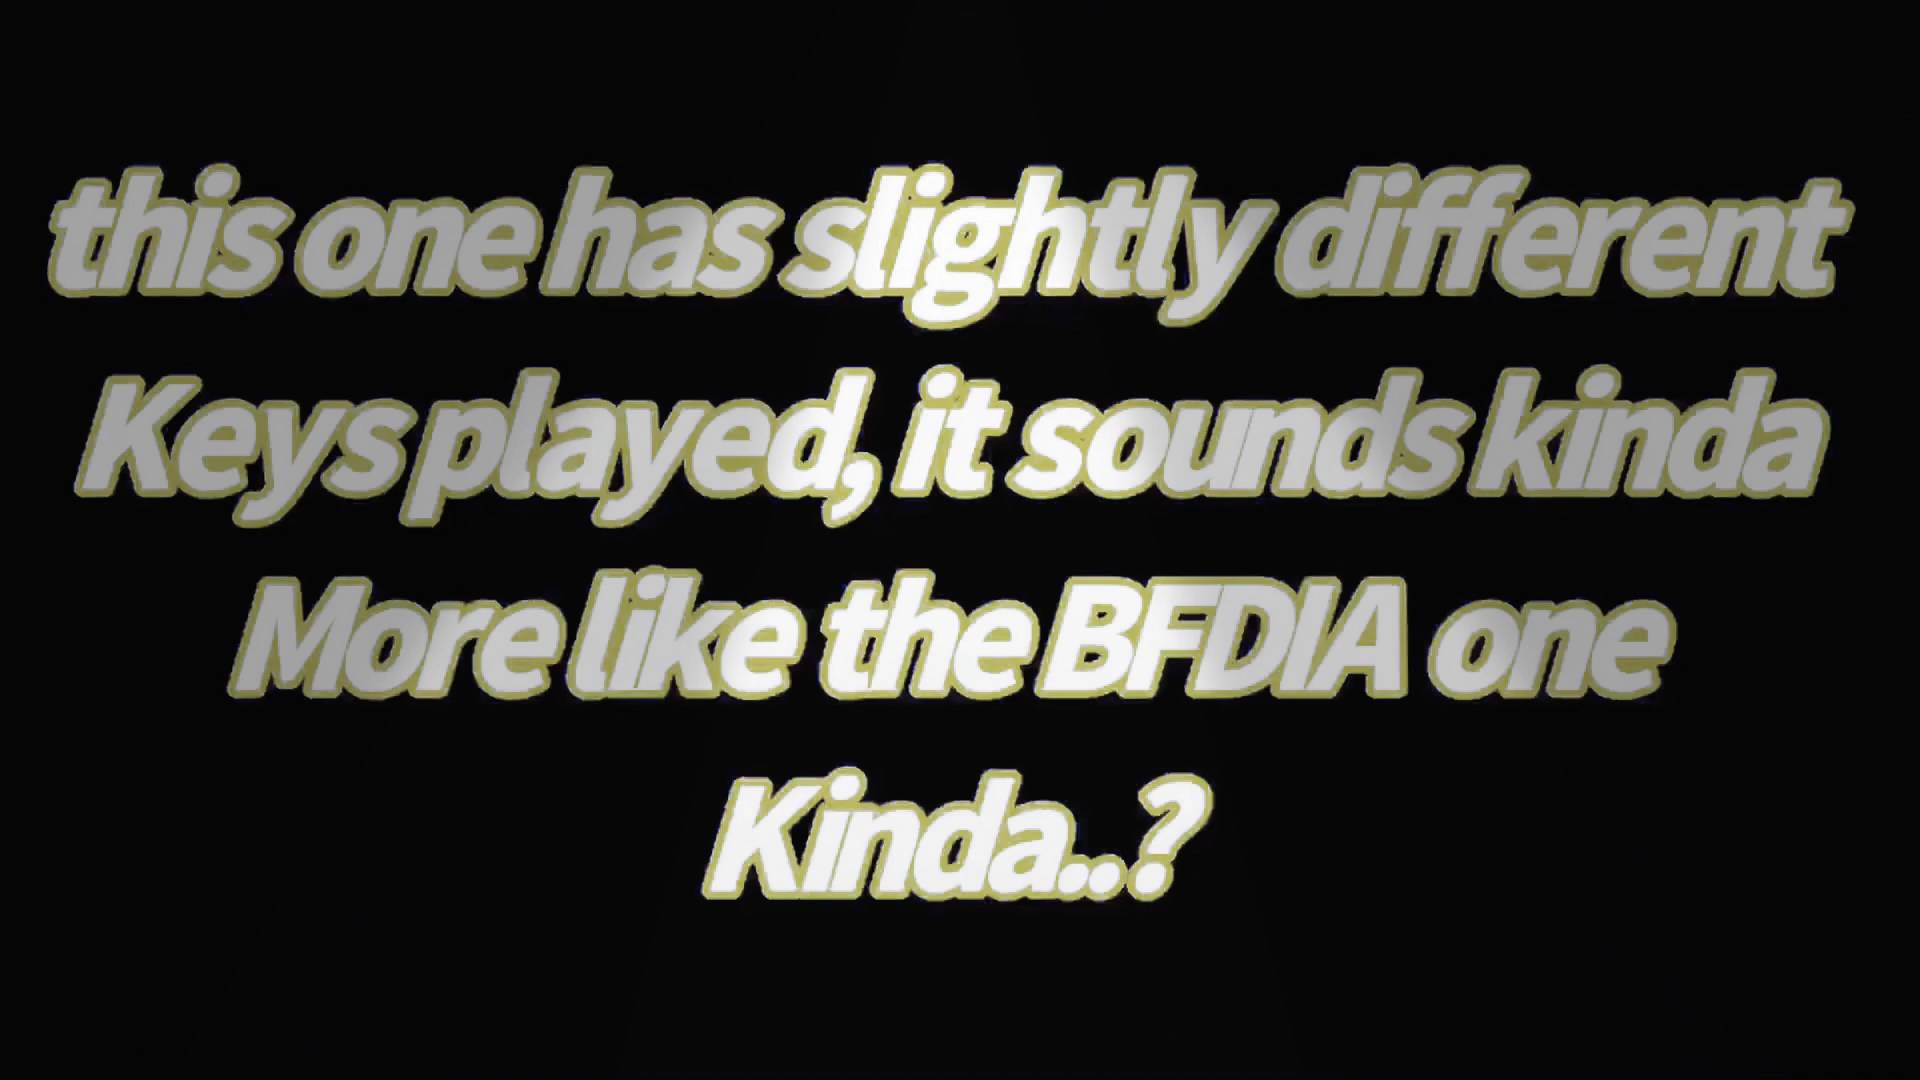 this one has slightly different
Keys played, it sounds kinda
More like the BFDIA one
Kinda..?